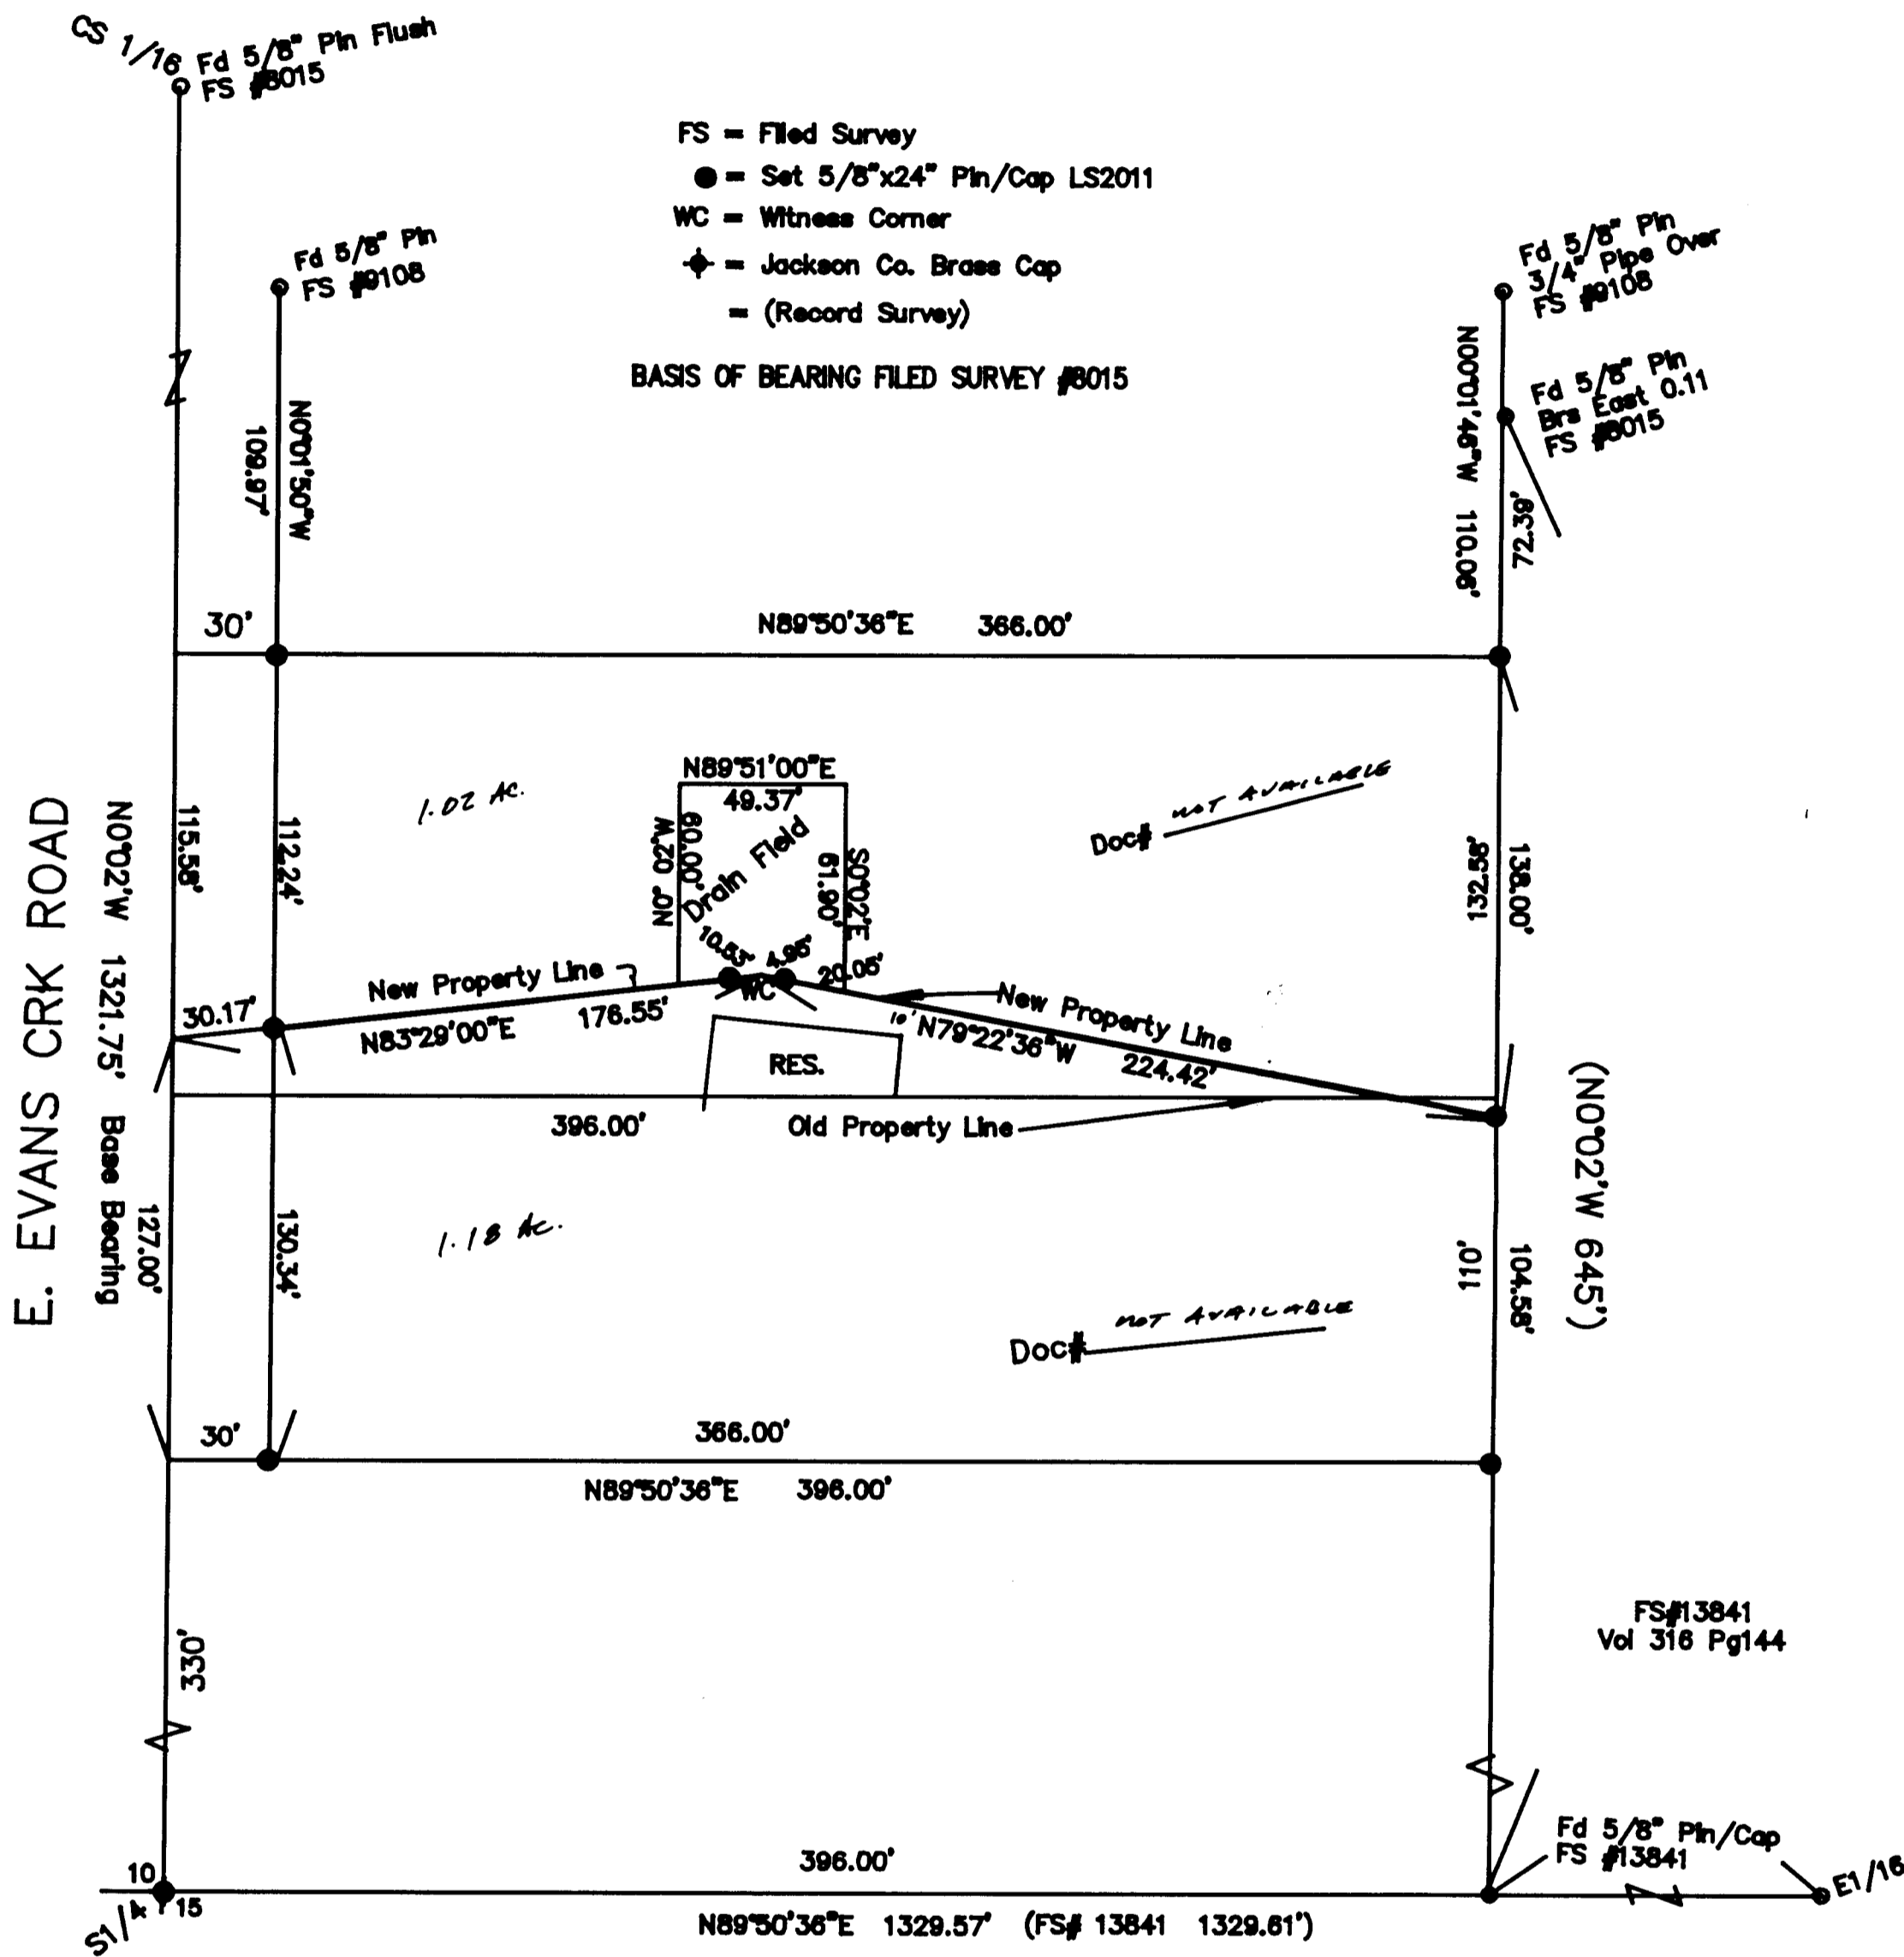 CS 1/16
Fd 5/8" Pin Flush
FS #8015
FS = Filed Survey
● = Set 5/8"x24" Pin/Cap LS2011
WC = Witness Corner
= Jackson Co. Brass Cap
= (Record Survey)
BASIS OF BEARING FILED SURVEY #8015
Fd 5/8" Pin
FS #9108
Fd 5/8" Pin
3/4" Pipe Over
FS #9108
Fd 5/8" Pin
Brs East 0.11
FS #8015
N0°01'50"W
109.97'
N00°01'46"W 110.06'
72.38'
30'
N89°50'36"E 366.00'
1.02 AC.
N89°51'00"E
49.37'
60.00'
N0° 02'W
Drain Field
S0°02'E
61.90'
Doc# NOT AVAILABLE
E. EVANS CRK ROAD
N0°02'W 1321.75' Base Bearing
115.58'
112.24'
132.56'
138.00'
10.53'
4.95'
20.05'
WC
New Property Line
30.17'
N83°29'00"E 176.55'
New Property Line
10' N79°22'36"W 224.42'
RES.
396.00'
Old Property Line
(N0°02'W 645')
127.00'
130.34'
110'
104.58'
1.18 AC.
Doc# NOT AVAILABLE
30'
366.00'
N89°50'36"E 396.00'
330'
FS#13841
Vol 316 Pg144
Fd 5/8" Pin/Cap
FS #13841
E1/16
396.00'
10
15
S1/4
N89°50'36"E 1329.57' (FS# 13841 1329.61')